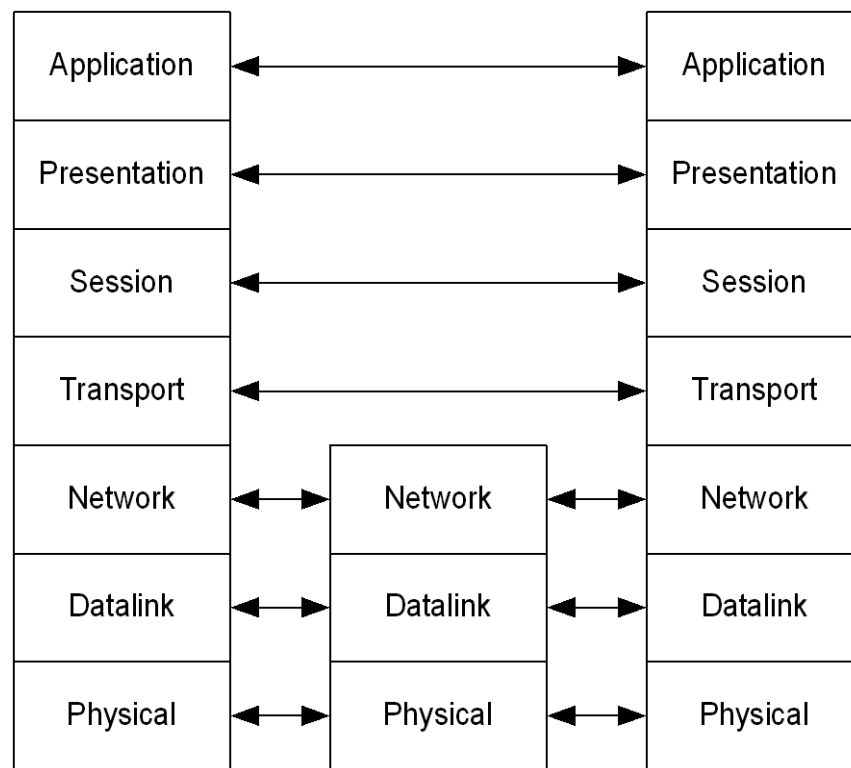 Application Application
Presentation Presentation
Session Session
Transport Transport
Network Network Network
Datalink Datalink Datalink
Physical Physical Physical